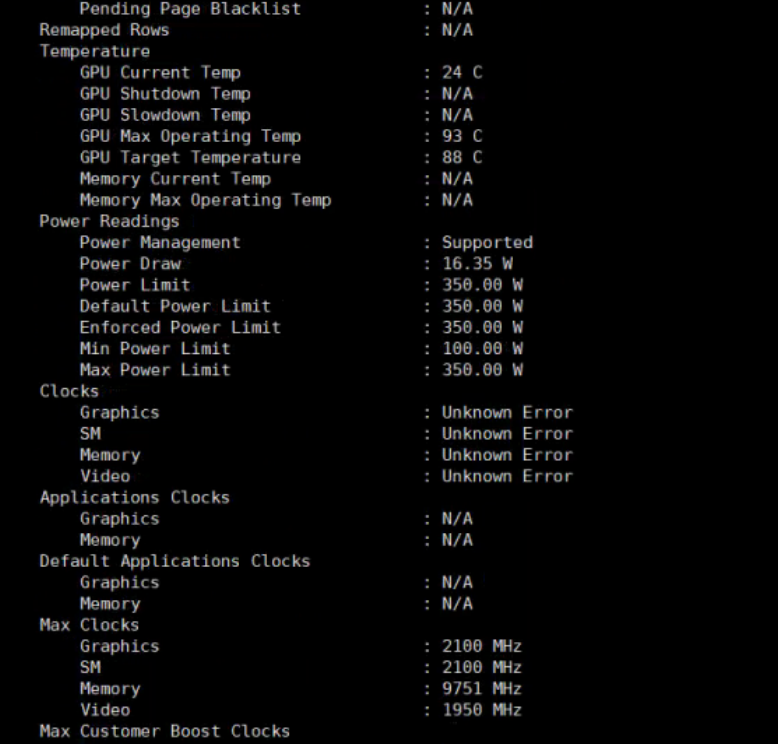 Pending Page Blacklist : N/A
Remapped Rows : N/A
Temperature
GPU Current Temp : 24 C
GPU Shutdown Temp : N/A
GPU Slowdown Temp : N/A
GPU Max Operating Temp : 93 C
GPU Target Temperature : 88 C
Memory Current Temp : N/A
Memory Max Operating Temp : N/A
Power Readings
Power Management : Supported
Power Draw : 16.35 W
Power Limit : 350.00 W
Default Power Limit : 350.00 W
Enforced Power Limit : 350.00 W
Min Power Limit : 100.00 W
Max Power Limit : 350.00 W
Clocks
Graphics : Unknown Error
SM : Unknown Error
Memory : Unknown Error
Video : Unknown Error
Applications Clocks
Graphics : N/A
Memory : N/A
Default Applications Clocks
Graphics : N/A
Memory : N/A
Max Clocks
Graphics : 2100 MHz
SM : 2100 MHz
Memory : 9751 MHz
Video : 1950 MHz
Max Customer Boost Clocks